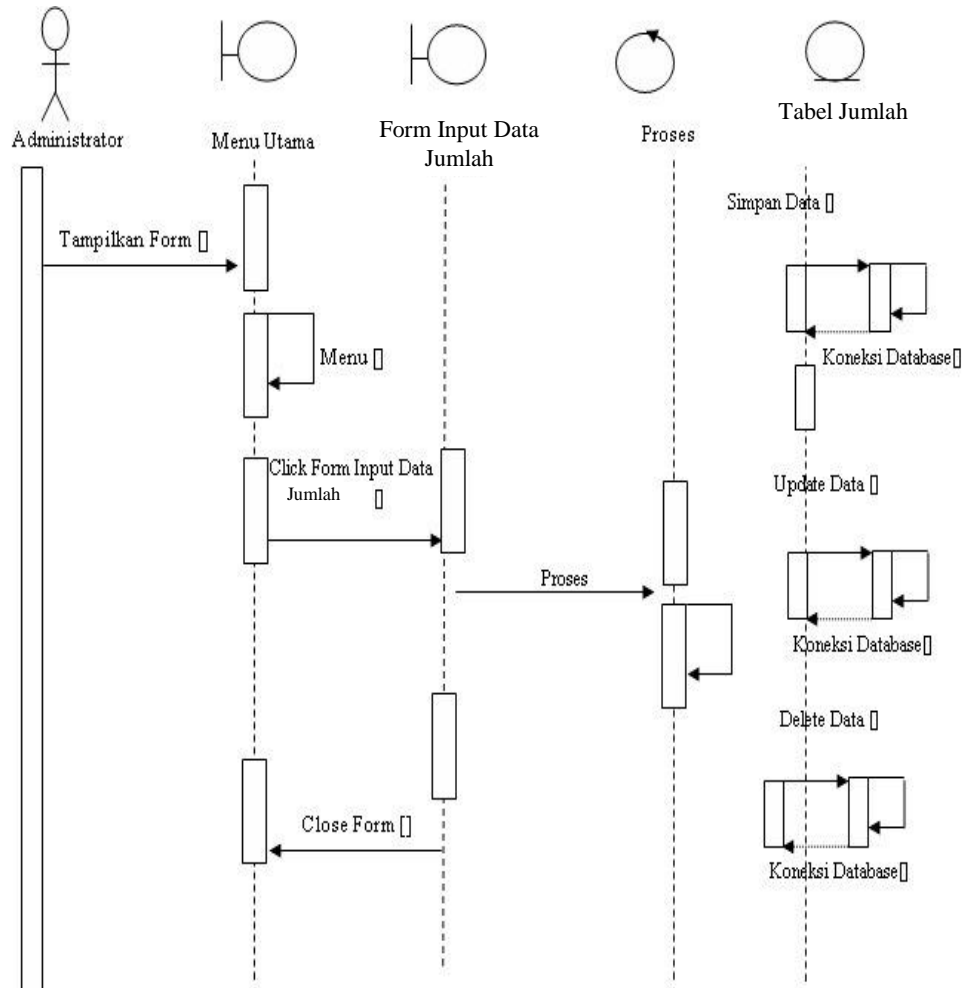 Administrator
Menu Utama
Form Input Data
Jumlah
Proses
Tabel Jumlah
Simpan Data []
Tampilkan Form []
Menu []
Koneksi Database[]
Click Form Input Data
Jumlah []
Update Data []
Proses
Koneksi Database[]
Delete Data []
Close Form []
Koneksi Database[]